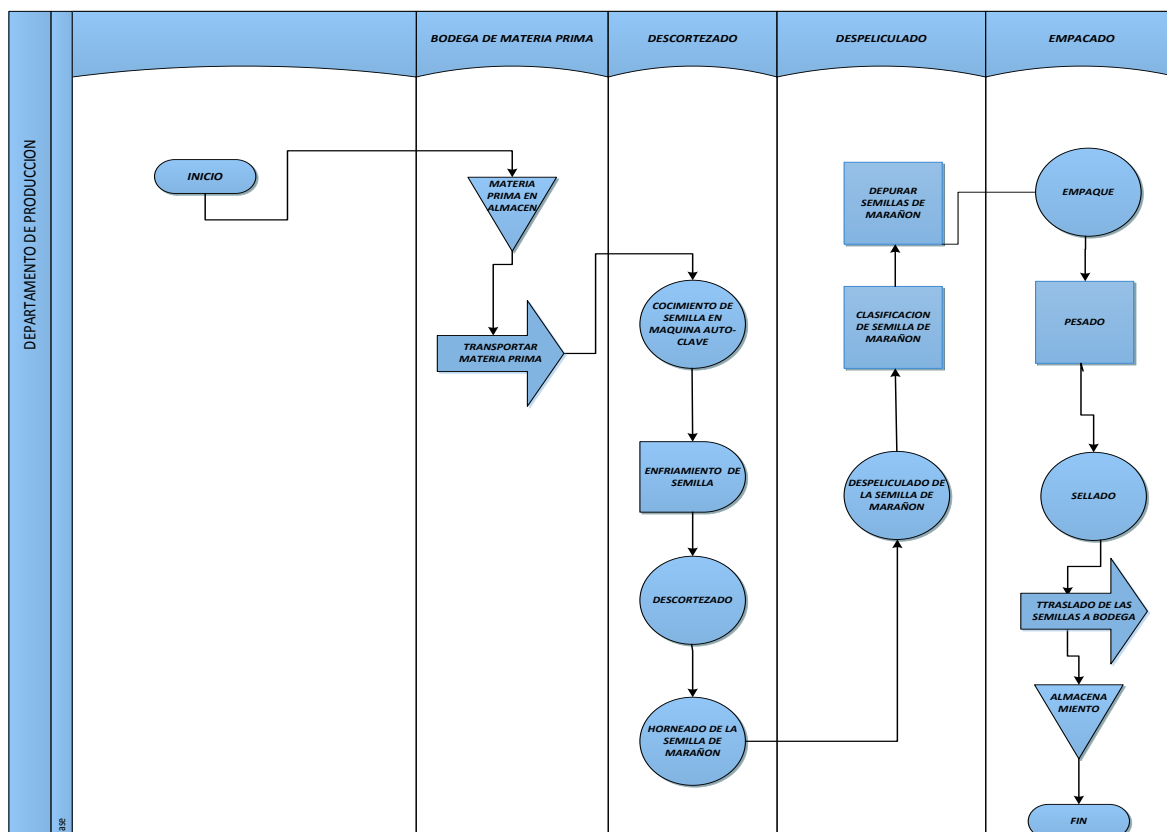 DEPARTAMENTO DE PRODUCCION
ase
BODEGA DE MATERIA PRIMA
DESCORTEZADO
DESPELICULADO
EMPACADO
INICIO
MATERIA
PRIMA EN
ALMACEN
TRANSPORTAR
MATERIA PRIMA
COCIMIENTO DE
SEMILLA EN
MAQUINA AUTO-
CLAVE
ENFRIAMIENTO DE
SEMILLA
DESCORTEZADO
HORNEADO DE LA
SEMILLA DE
MARAÑON
DESPELICULADO DE
LA SEMILLA DE
MARAÑON
CLASIFICACION
DE SEMILLA DE
MARAÑON
DEPURAR
SEMILLAS DE
MARAÑON
EMPAQUE
PESADO
SELLADO
TTRASLADO DE LAS
SEMILLAS A BODEGA
ALMACENA
MIENTO
FIN